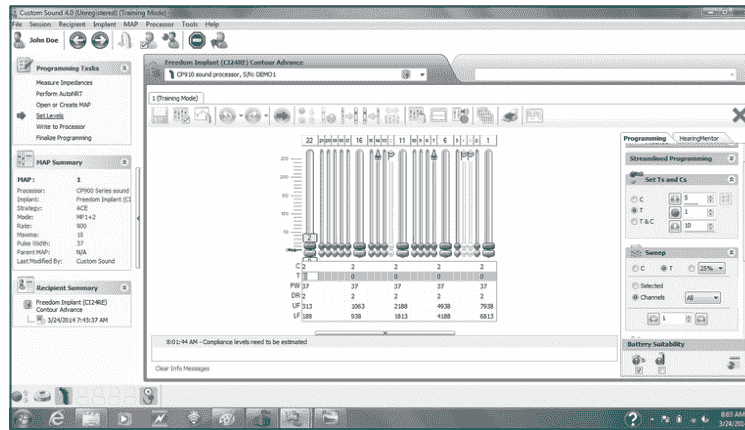 Custom Sound 4.0 (Unregistered) (Training Mode)
File Session Recipient Implant MAP Processor Tools Help
John Doe
Programming Tasks
Measure Impedances
Perform AutoNRT
Open or Create MAP
Set Levels
Write to Processor
Finalize Programming
MAP Summary
MAP: 1
Processor: CP900 Series sound
Implant: Freedom Implant (CI
Strategy: ACE
Mode: MP1+2
Rate: 900
Maxima: 10
Pulse Width: 37
Parent MAP: N/A
Last Modified By: Custom Sound
Recipient Summary
Freedom Implant (CI24RE)
Contour Advance
3/24/2014 7:43:37 AM
Freedom Implant (CI24RE) Contour Advance
CP910 sound processor, S/N: DEMO1
1 (Training Mode)
22 16 11 6 1
250
200
150
100
50
2
0
C 2 2 2 2 2
T 0 0 0 0
PW 37 37 37 37 37
DR 2 2 2 2 2
UF 313 1063 2188 4938 7938
LF 188 938 1813 4188 6813
8:01:44 AM - Compliance levels need to be estimated
Clear Info Messages
Programming HearingMentor
Streamlined Programming
Set Ts and Cs
C 5
T 1
T & C 10
Sweep
C T 25%
Selected
Channels All
1
Battery Suitability
8:03 AM
3/24/201